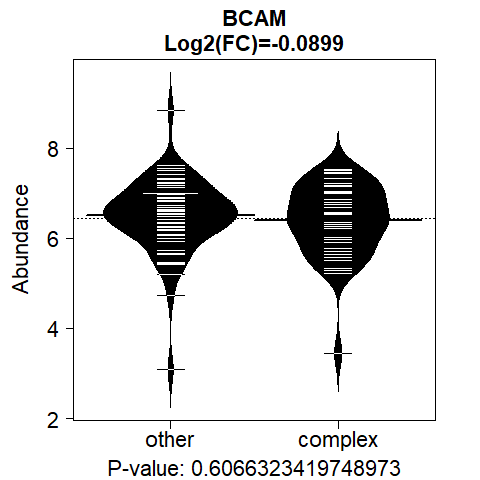 BCAM
Log2(FC)=-0.0899
Abundance
8
6
4
2
other complex
P-value: 0.6066323419748973